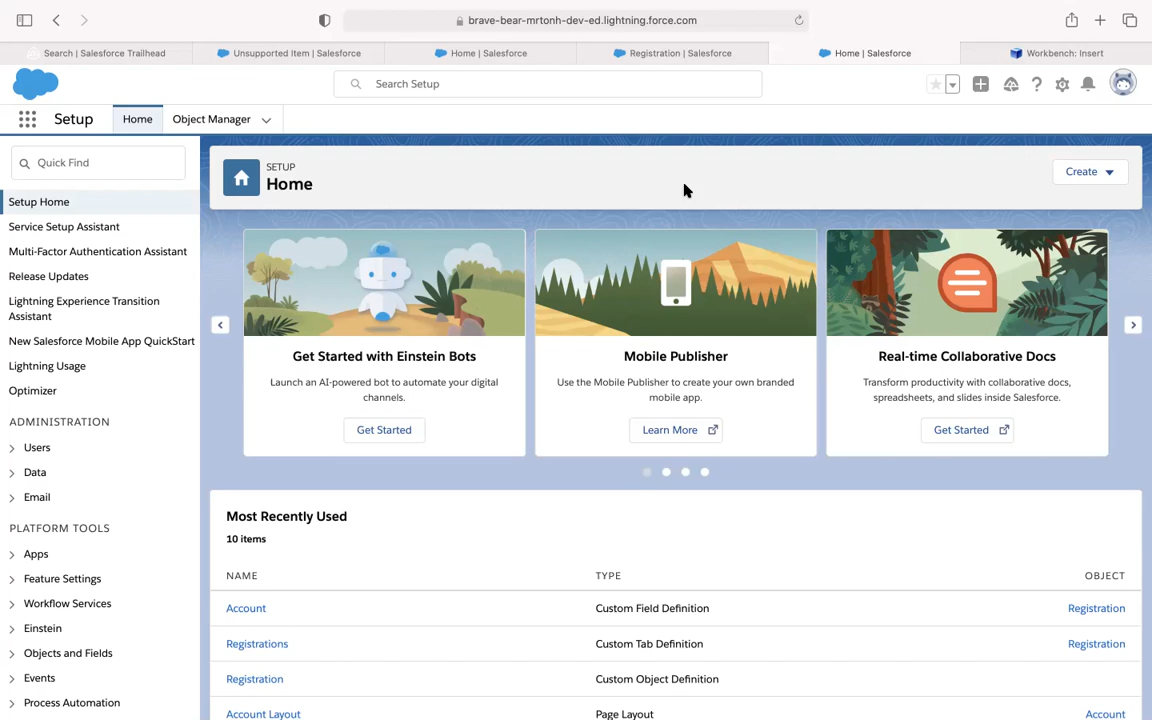 brave-bear-mrtonh-dev-ed.lightning.force.com
Search | Salesforce Trailhead
Unsupported Item | Salesforce
Home | Salesforce
Registration | Salesforce
Home | Salesforce
Workbench: Insert
Search Setup
Setup
Home
Object Manager
Quick Find
Setup Home
Service Setup Assistant
Multi-Factor Authentication Assistant
Release Updates
Lightning Experience Transition
Assistant
New Salesforce Mobile App QuickStart
Lightning Usage
Optimizer
ADMINISTRATION
Users
Data
Email
PLATFORM TOOLS
Apps
Feature Settings
Workflow Services
Einstein
Objects and Fields
Events
Process Automation
SETUP
Home
Create
Get Started with Einstein Bots
Launch an AI-powered bot to automate your digital
channels.
Get Started
Mobile Publisher
Use the Mobile Publisher to create your own branded
mobile app.
Learn More
Real-time Collaborative Docs
Transform productivity with collaborative docs,
spreadsheets, and slides inside Salesforce.
Get Started
Most Recently Used
10 items
NAME TYPE OBJECT
Account Custom Field Definition Registration
Registrations Custom Tab Definition Registration
Registration Custom Object Definition
Account Layout Page Layout Account